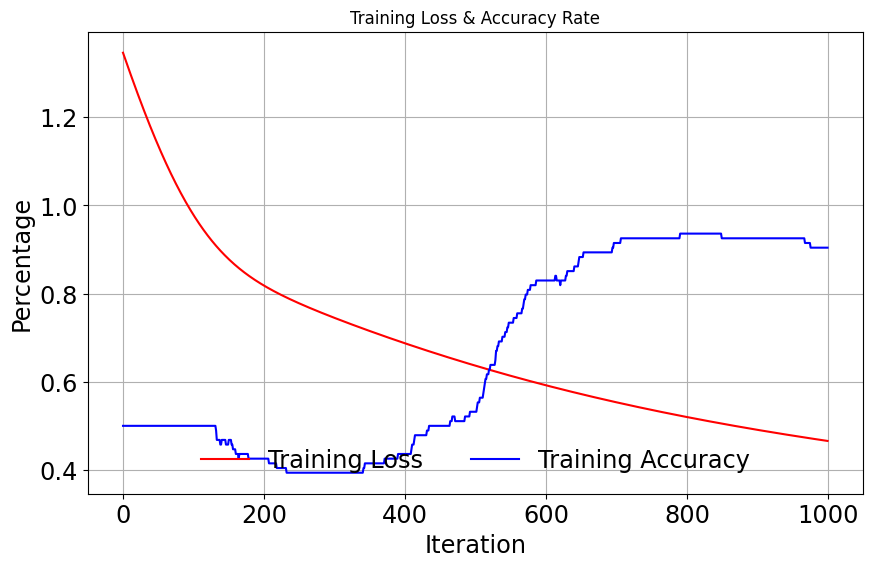 Training Loss & Accuracy Rate
Percentage
1.2
1.0
0.8
0.6
0.4
Training Loss Training Accuracy
0 200 400 600 800 1000
Iteration